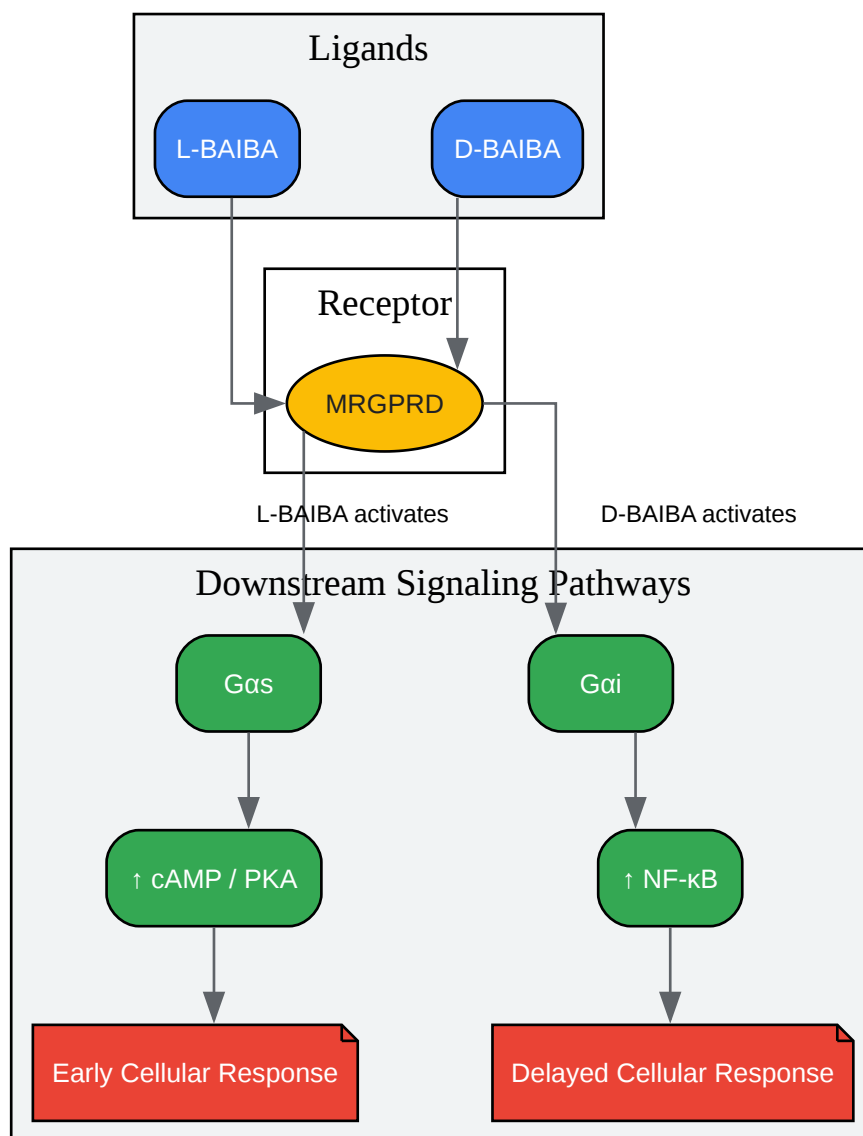 Ligands
L-BAIBA
D-BAIBA
Receptor
MRGPRD
L-BAIBA activates
D-BAIBA activates
Downstream Signaling Pathways
Gαs
Gαi
↑ cAMP / PKA
↑ NF-κB
Early Cellular Response
Delayed Cellular Response